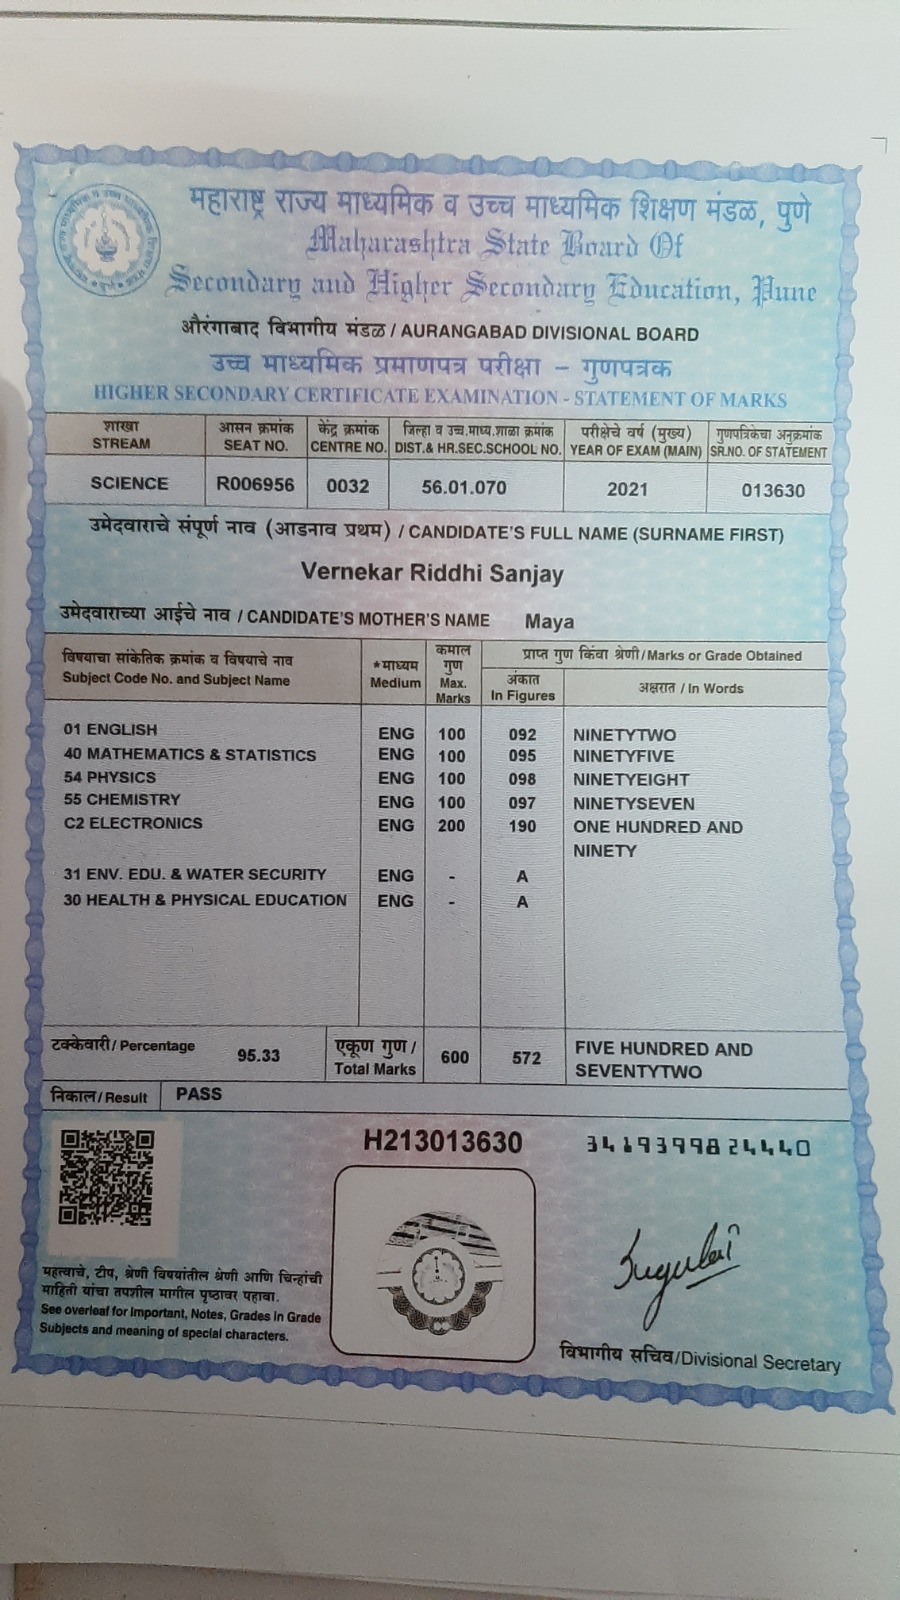 महाराष्ट्र राज्य माध्यमिक व उच्च माध्यमिक शिक्षण मंडळ, पुणे
Maharashtra State Board Of
Secondary and Higher Secondary Education, Pune
औरंगाबाद विभागीय मंडळ / AURANGABAD DIVISIONAL BOARD
उच्च माध्यमिक प्रमाणपत्र परीक्षा – गुणपत्रक
HIGHER SECONDARY CERTIFICATE EXAMINATION - STATEMENT OF MARKS
शाखा आसन क्रमांक केंद्र क्रमांक जिल्हा व उच्च.माध्य.शाळा क्रमांक परीक्षेचे वर्ष (मुख्य) गुणपत्रिकेचा अनुक्रमांक
STREAM SEAT NO. CENTRE NO. DIST.& HR.SEC.SCHOOL NO. YEAR OF EXAM (MAIN) SR.NO. OF STATEMENT
SCIENCE R006956 0032 56.01.070 2021 013630
उमेदवाराचे संपूर्ण नाव (आडनाव प्रथम) / CANDIDATE'S FULL NAME (SURNAME FIRST)
Vernekar Riddhi Sanjay
उमेदवाराच्या आईचे नाव / CANDIDATE'S MOTHER'S NAME Maya
विषयाचा सांकेतिक क्रमांक व विषयाचे नाव
Subject Code No. and Subject Name
*माध्यम
Medium
कमाल
गुण
Max.
Marks
प्राप्त गुण किंवा श्रेणी/Marks or Grade Obtained
अंकात
In Figures
अक्षरात / In Words
01 ENGLISH ENG 100 092 NINETYTWO
40 MATHEMATICS & STATISTICS ENG 100 095 NINETYFIVE
54 PHYSICS ENG 100 098 NINETYEIGHT
55 CHEMISTRY ENG 100 097 NINETYSEVEN
C2 ELECTRONICS ENG 200 190 ONE HUNDRED AND
NINETY
31 ENV. EDU. & WATER SECURITY ENG - A
30 HEALTH & PHYSICAL EDUCATION ENG - A
टक्केवारी/ Percentage 95.33
एकूण गुण /
Total Marks
600 572
FIVE HUNDRED AND
SEVENTYTWO
निकाल/ Result PASS
H213013630
3419399824440
महत्वाचे, टीप, श्रेणी विषयांतील श्रेणी आणि चिन्हांची
माहिती यांचा तपशील मागील पृष्ठावर पहावा.
See overleaf for Important, Notes, Grades in Grade
Subjects and meaning of special characters.
विभागीय सचिव/Divisional Secretary